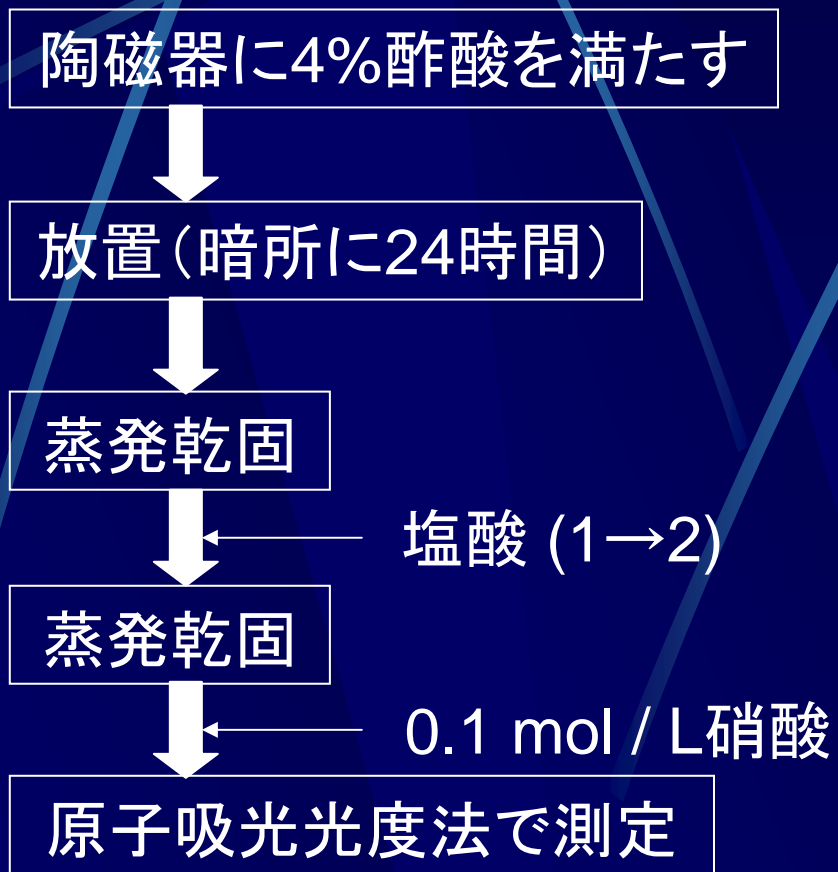 陶磁器に4%酢酸を満たす
放置(暗所に24時間)
蒸発乾固
塩酸 (1→2)
蒸発乾固
0.1 mol / L硝酸
原子吸光光度法で測定